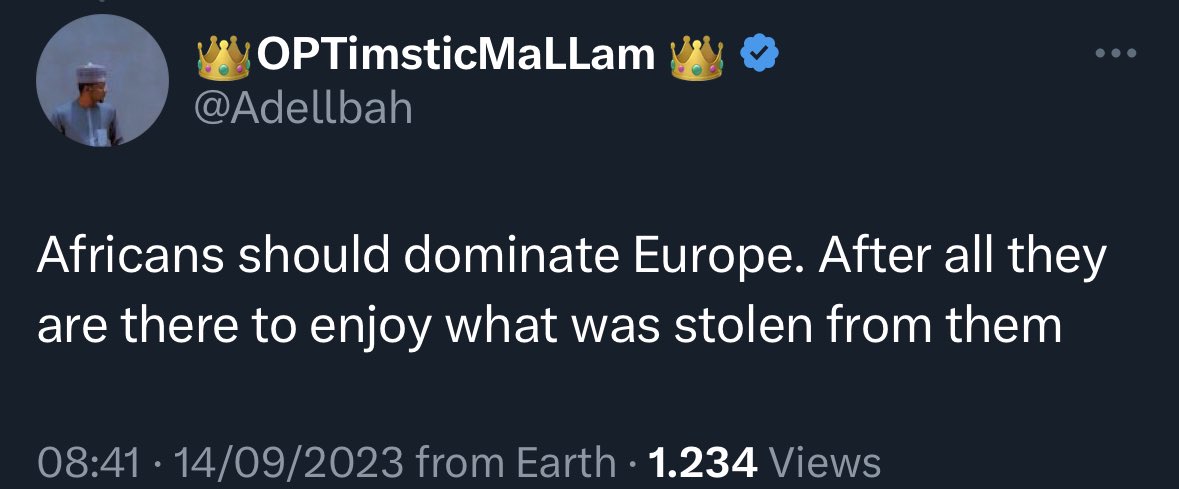 👑OPTimsticMaLLam 👑
@Adellbah
Africans should dominate Europe. After all they
are there to enjoy what was stolen from them
08:41 · 14/09/2023 from Earth · 1.234 Views